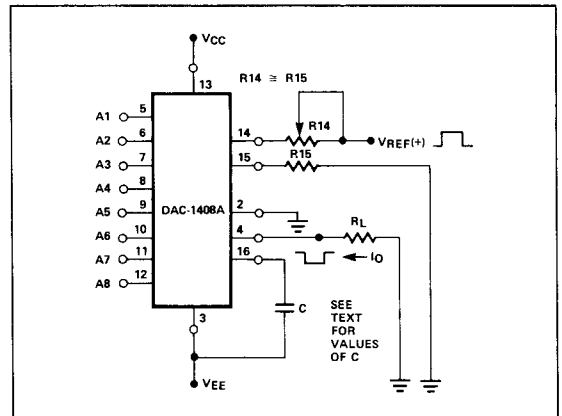 VCC
13
R14 ≅ R15
A1 5
A2 6
A3 7
A4 8
A5 9
A6 10
A7 11
A8 12
DAC-1408A
14
R14
VREF(+)
15
R15
2
4
RL
IO
16
C
SEE
TEXT
FOR
VALUES
OF C
3
VEE